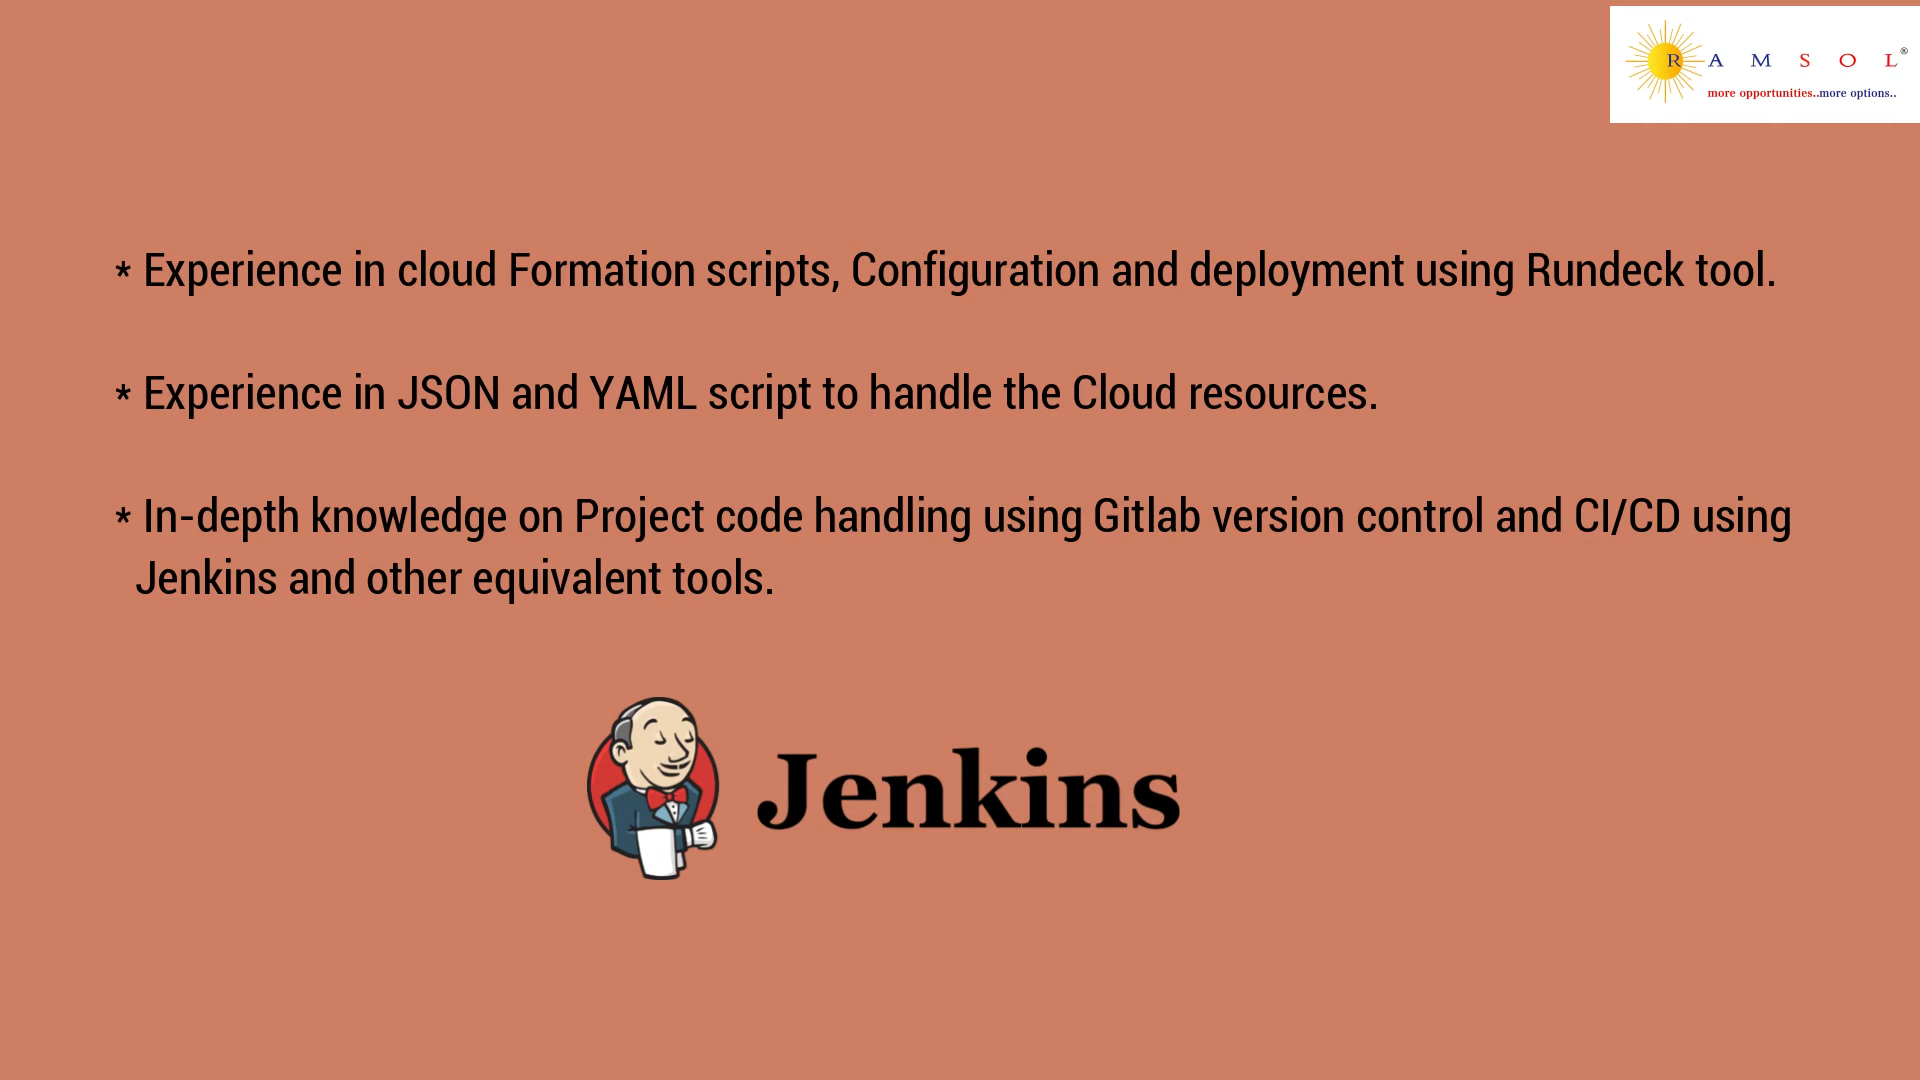 R A M S O L ®
more opportunities..more options..
* Experience in cloud Formation scripts, Configuration and deployment using Rundeck tool.
* Experience in JSON and YAML script to handle the Cloud resources.
* In-depth knowledge on Project code handling using Gitlab version control and CI/CD using
Jenkins and other equivalent tools.
Jenkins